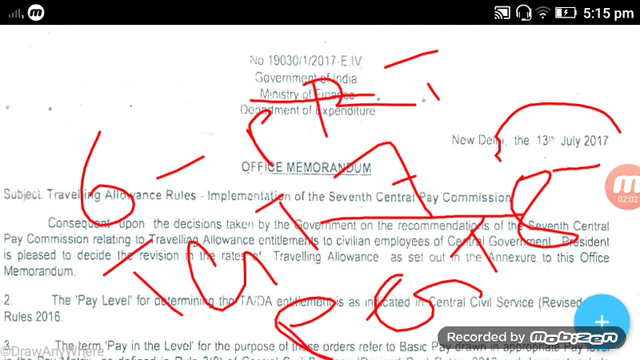 5:15 pm
No 19030/1/2017-E.IV
Government of India
Ministry of Finance
Department of Expenditure
New Delhi, the 13th July 2017
OFFICE MEMORANDUM
Subject: Travelling Allowance Rules - Implementation of the Seventh Central Pay Commission
02:02
Consequent upon the decisions taken by the Government on the recommendations of the Seventh Central
Pay Commission relating to Travelling Allowance entitlements to civilian employees of Central Government, President
is pleased to decide the revision in the rates of Travelling Allowance as set out in the Annexure to this Office
Memorandum.
2. The 'Pay Level' for determining the TA/DA entitlement is as indicated in Central Civil Service (Revised
Rules 2016.
3. The term 'Pay in the Level' for the purpose of these orders refer to Basic Pay drawn in appropriate Pay level
Recorded by
MOBIZEN
©DrawAnyWhere